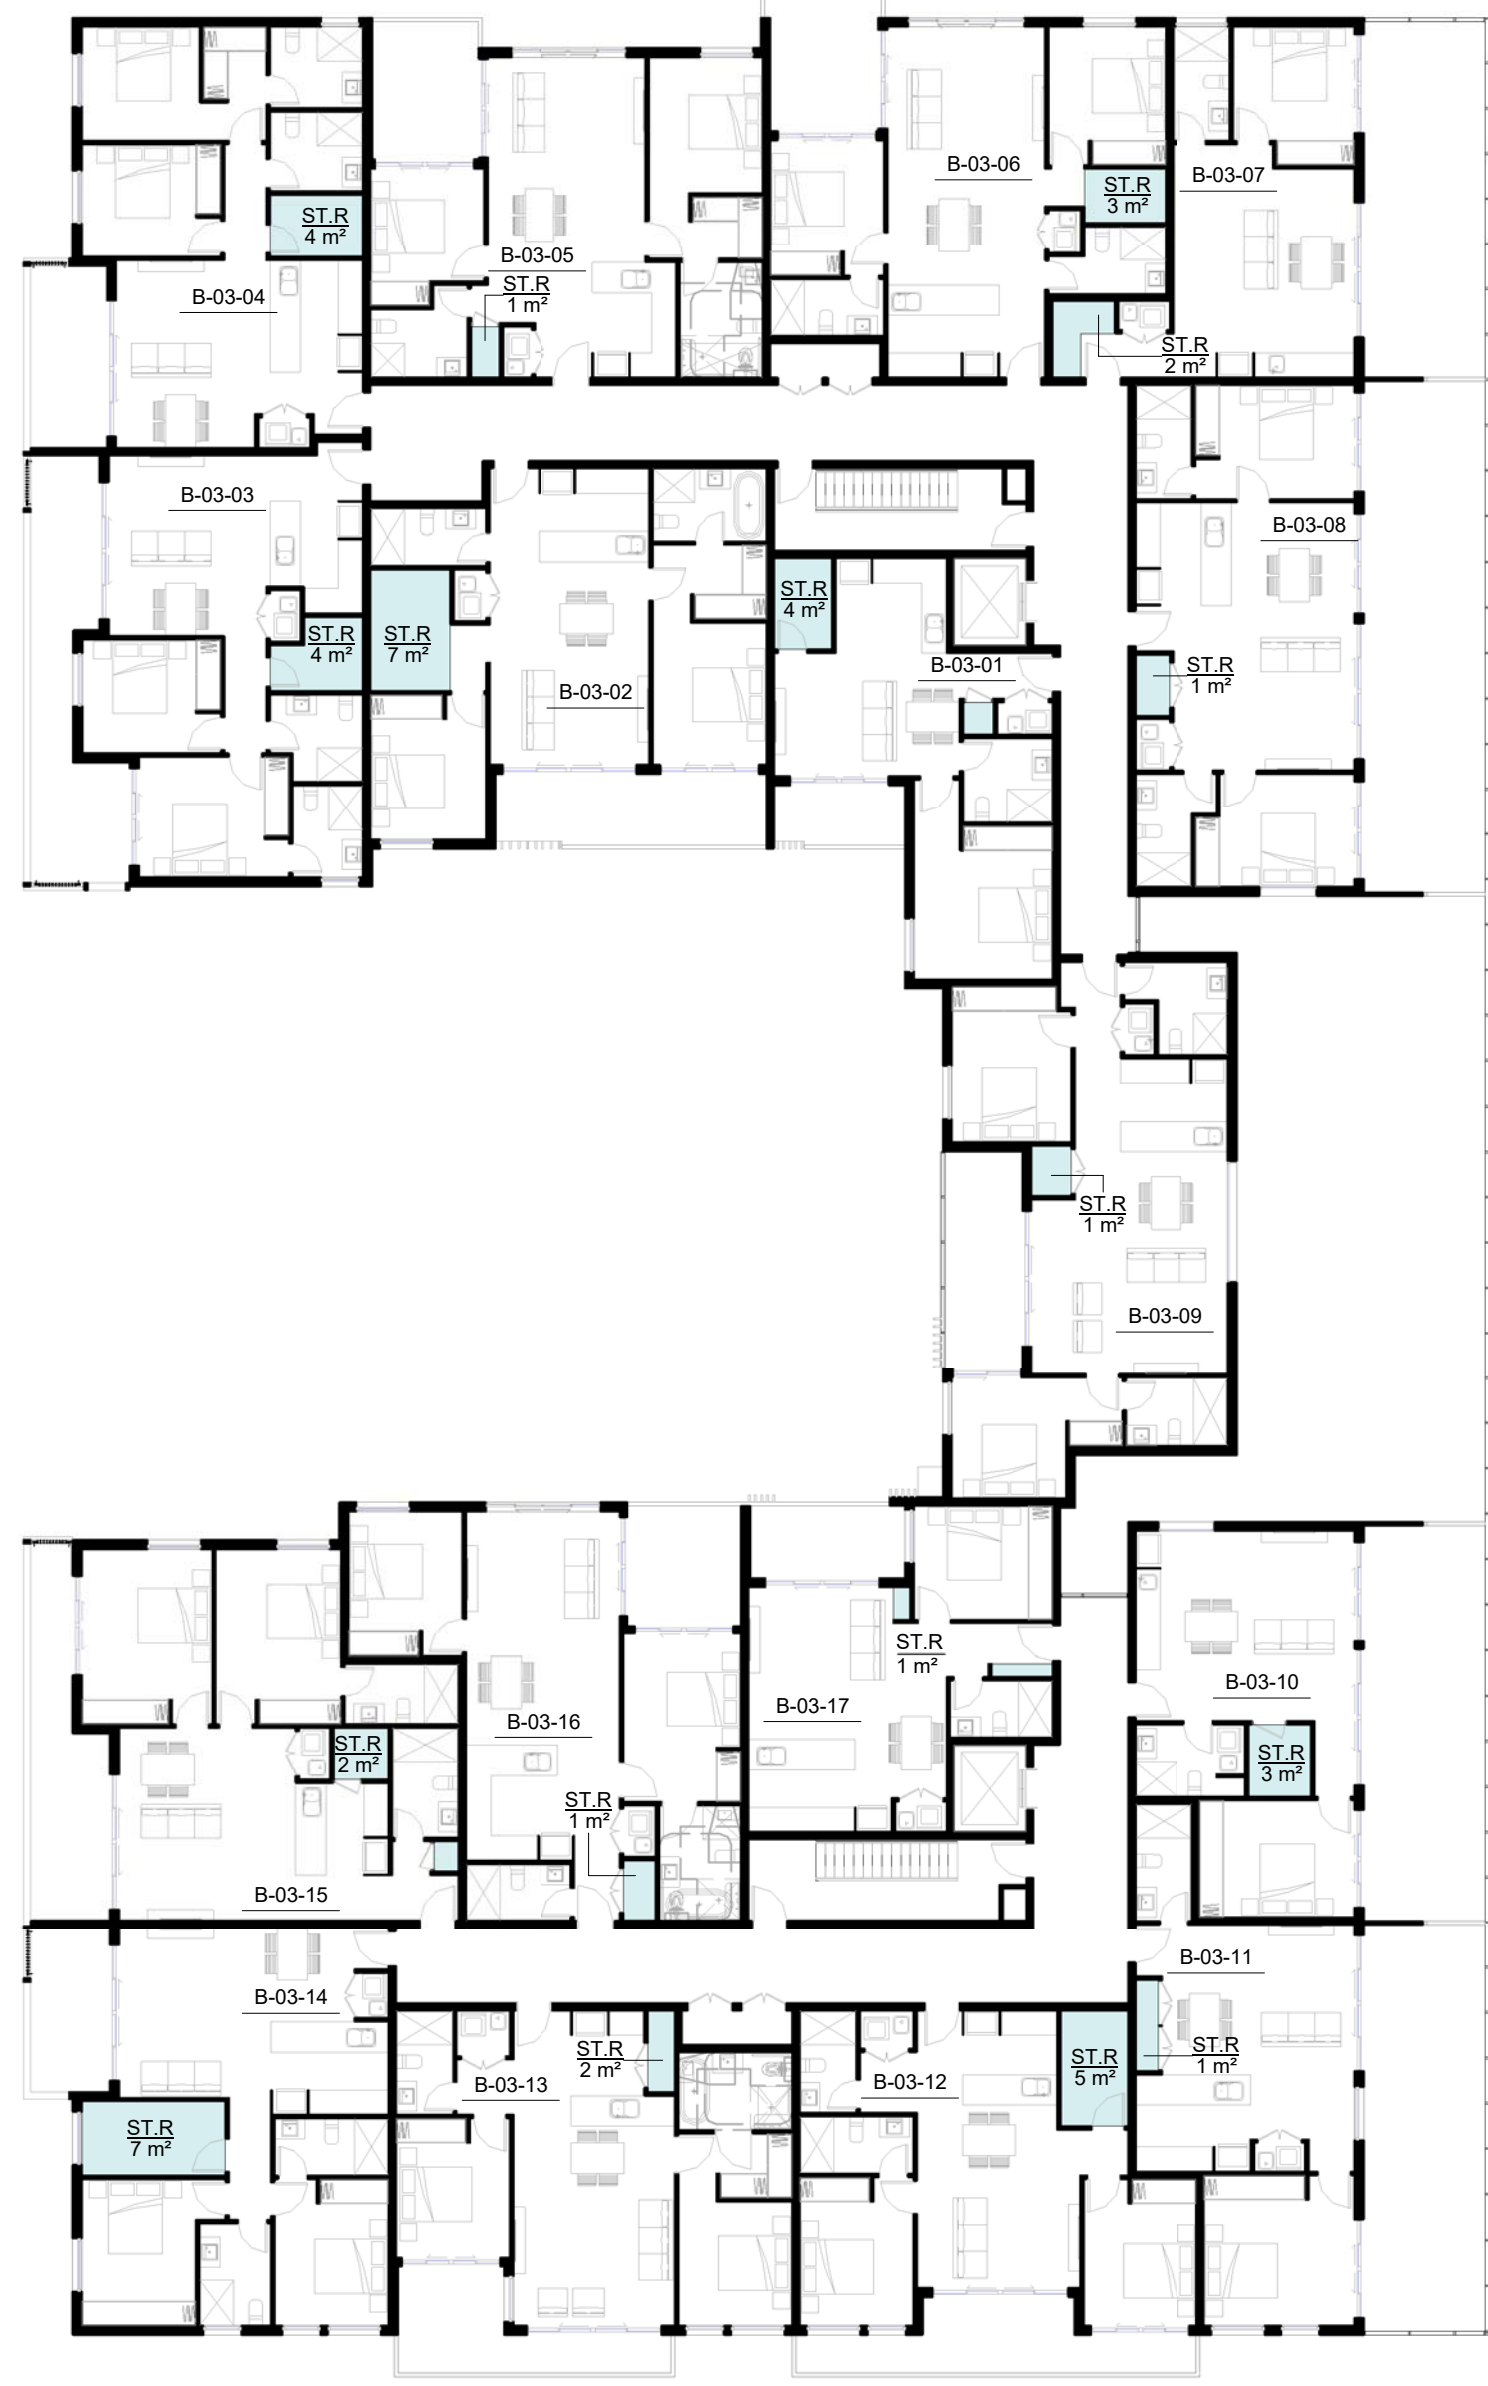 B-03-06
B-03-07
ST.R
3 m²
ST.R
4 m²
B-03-05
B-03-04
ST.R
1 m²
ST.R
2 m²
B-03-03
B-03-08
ST.R
4 m²
ST.R
4 m²
ST.R
7 m²
B-03-01
ST.R
1 m²
B-03-02
ST.R
1 m²
B-03-09
ST.R
1 m²
B-03-10
B-03-17
B-03-16
ST.R
2 m²
ST.R
3 m²
ST.R
1 m²
B-03-15
B-03-11
B-03-14
ST.R
2 m²
ST.R
5 m²
ST.R
1 m²
B-03-13
B-03-12
ST.R
7 m²